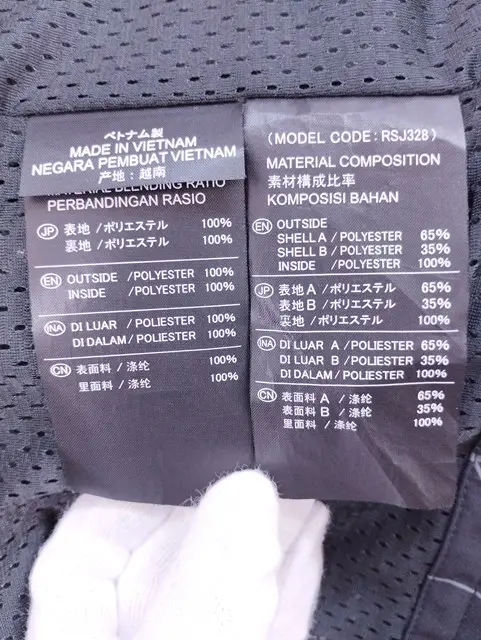 ベトナム製
MADE IN VIETNAM
NEGARA PEMBUAT VIETNAM
产地:越南
MATERIAL BLENDING RATIO
PERBANDINGAN RASIO
JP 表地/ポリエステル 100%
裏地/ポリエステル 100%
EN OUTSIDE /POLYESTER 100%
INSIDE /POLYESTER 100%
INA DI LUAR /POLIESTER 100%
DI DALAM/POLIESTER 100%
CN 表面料 / 涤纶 100%
里面料 / 涤纶 100%
(MODEL CODE: RSJ328)
MATERIAL COMPOSITION
素材構成比率
KOMPOSISI BAHAN
EN OUTSIDE
SHELL A / POLYESTER 65%
SHELL B / POLYESTER 35%
INSIDE / POLYESTER 100%
JP 表地 A / ポリエステル 65%
表地 B / ポリエステル 35%
裏地 / ポリエステル 100%
INA DI LUAR A / POLIESTER 65%
DI LUAR B / POLIESTER 35%
DI DALAM / POLIESTER 100%
CN 表面料 A / 涤纶 65%
表面料 B / 涤纶 35%
里面料 / 涤纶 100%